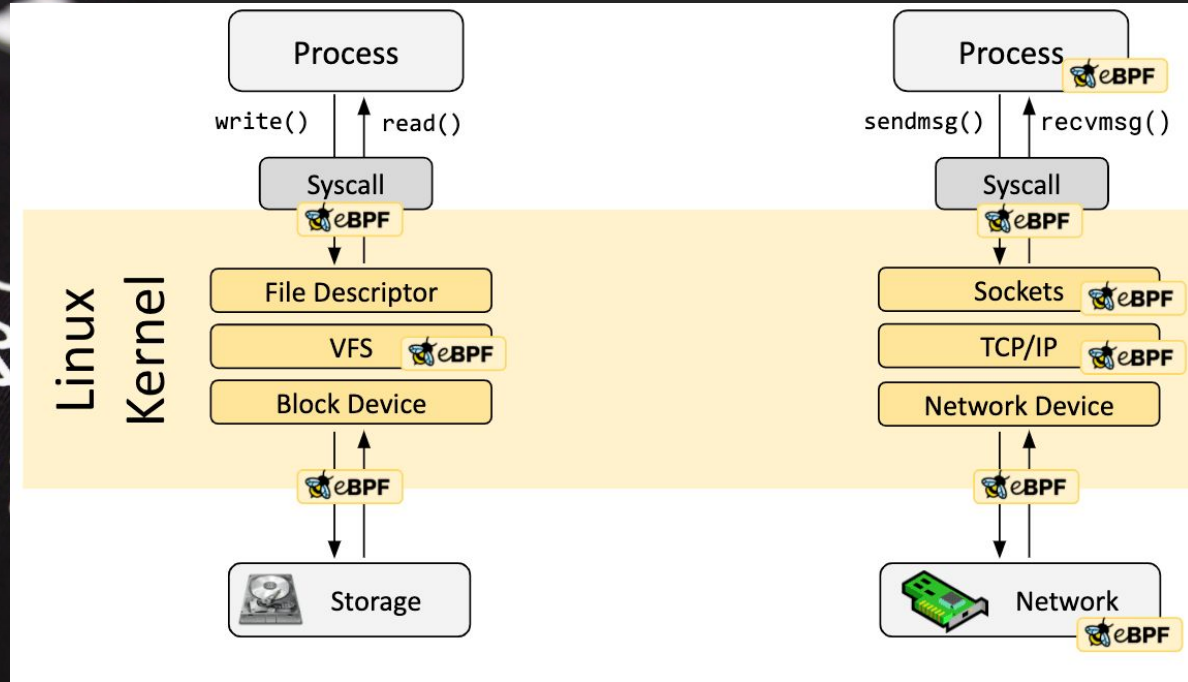 Process
write()
read()
Syscall
eBPF
File Descriptor
VFS
eBPF
Block Device
eBPF
Storage
Linux
Kernel
Process
eBPF
sendmsg()
recvmsg()
Syscall
eBPF
Sockets
eBPF
TCP/IP
eBPF
Network Device
eBPF
Network
eBPF